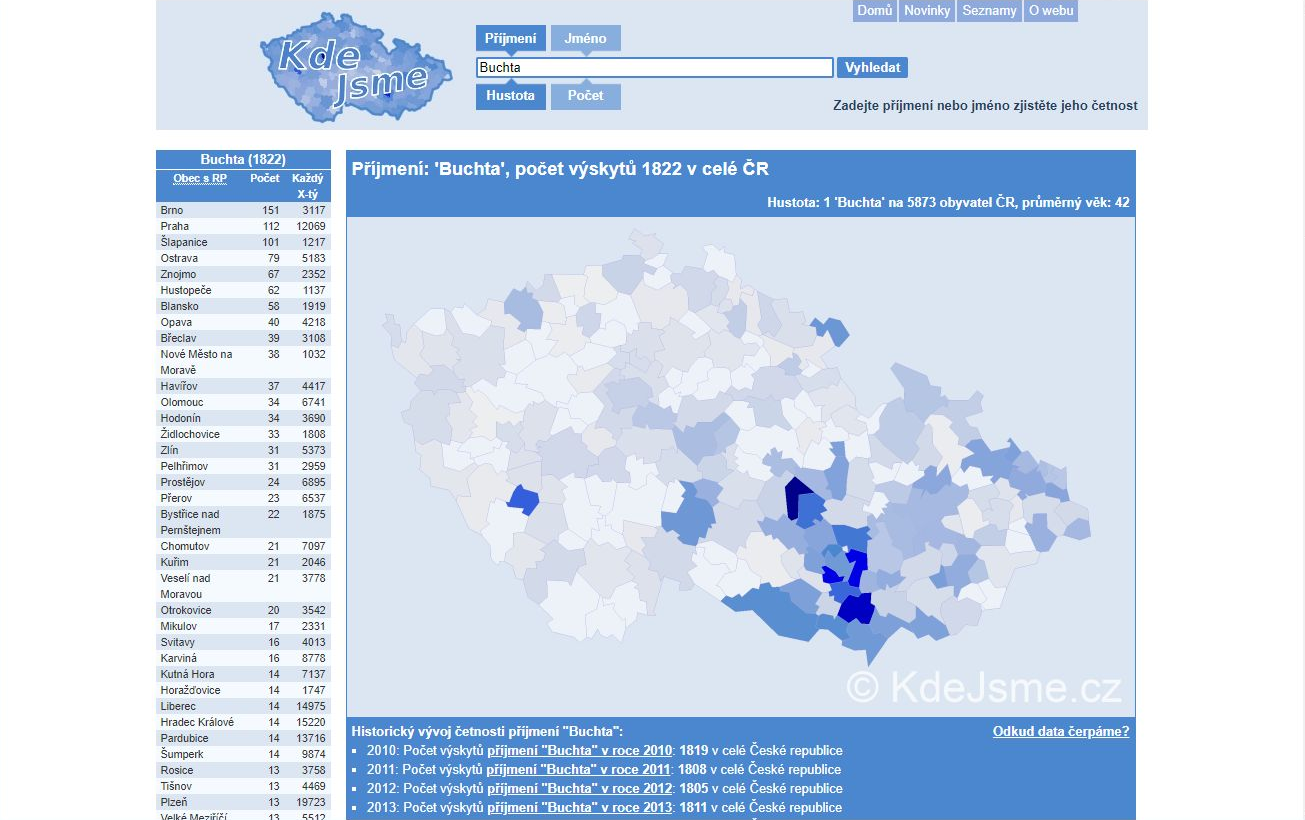 Domů Novinky Seznamy O webu
Kde
Jsme
Příjmení Jméno
Buchta Vyhledat
Hustota Počet
Zadejte příjmení nebo jméno zjistěte jeho četnost
Buchta (1822)
Obec s RP Počet Každý X-tý
Brno 151 3117
Praha 112 12069
Šlapanice 101 1217
Ostrava 79 5183
Znojmo 67 2352
Hustopeče 62 1137
Blansko 58 1919
Opava 40 4218
Břeclav 39 3108
Nové Město na Moravě 38 1032
Havířov 37 4417
Olomouc 34 6741
Hodonín 34 3690
Židlochovice 33 1808
Zlín 31 5373
Pelhřimov 31 2959
Prostějov 24 6895
Přerov 23 6537
Bystřice nad Pernštejnem 22 1875
Chomutov 21 7097
Kuřim 21 2046
Veselí nad Moravou 21 3778
Otrokovice 20 3542
Mikulov 17 2331
Svitavy 16 4013
Karviná 16 8778
Kutná Hora 14 7137
Horažďovice 14 1747
Liberec 14 14975
Hradec Králové 14 15220
Pardubice 14 13716
Šumperk 14 9874
Rosice 13 3758
Tišnov 13 4469
Plzeň 13 19723
Velké Meziříčí 13 5512
Příjmení: 'Buchta', počet výskytů 1822 v celé ČR
Hustota: 1 'Buchta' na 5873 obyvatel ČR, průměrný věk: 42
© KdeJsme.cz
Historický vývoj četnosti příjmení "Buchta": Odkud data čerpáme?
2010: Počet výskytů příjmení "Buchta" v roce 2010: 1819 v celé České republice
2011: Počet výskytů příjmení "Buchta" v roce 2011: 1808 v celé České republice
2012: Počet výskytů příjmení "Buchta" v roce 2012: 1805 v celé České republice
2013: Počet výskytů příjmení "Buchta" v roce 2013: 1811 v celé České republice